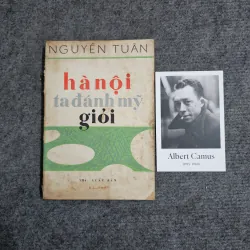 NGUYỄN TUÂN
hà nội
ta đánh mỹ
giỏi
Albert Camus